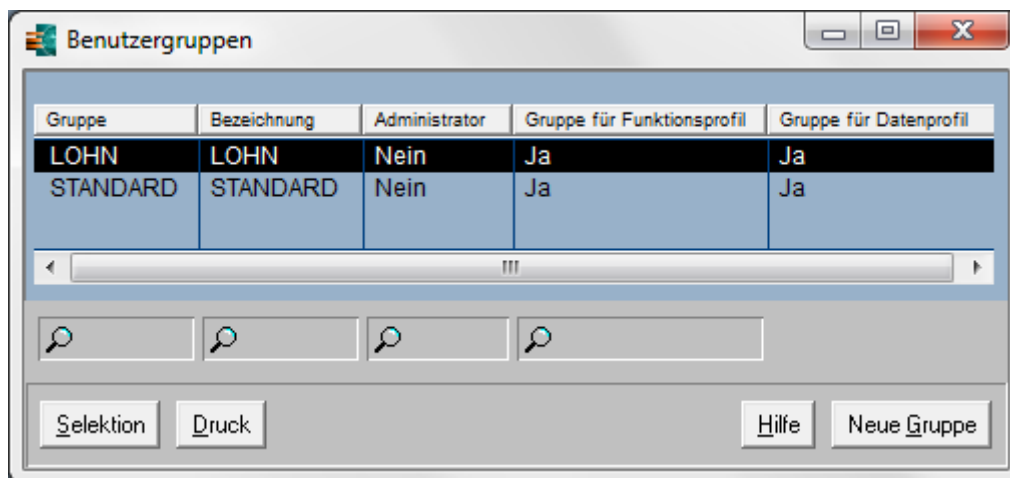 Benutzergruppen
Gruppe Bezeichnung Administrator Gruppe für Funktionsprofil Gruppe für Datenprofil
LOHN LOHN Nein Ja Ja
STANDARD STANDARD Nein Ja Ja
Selektion Druck Hilfe Neue Gruppe